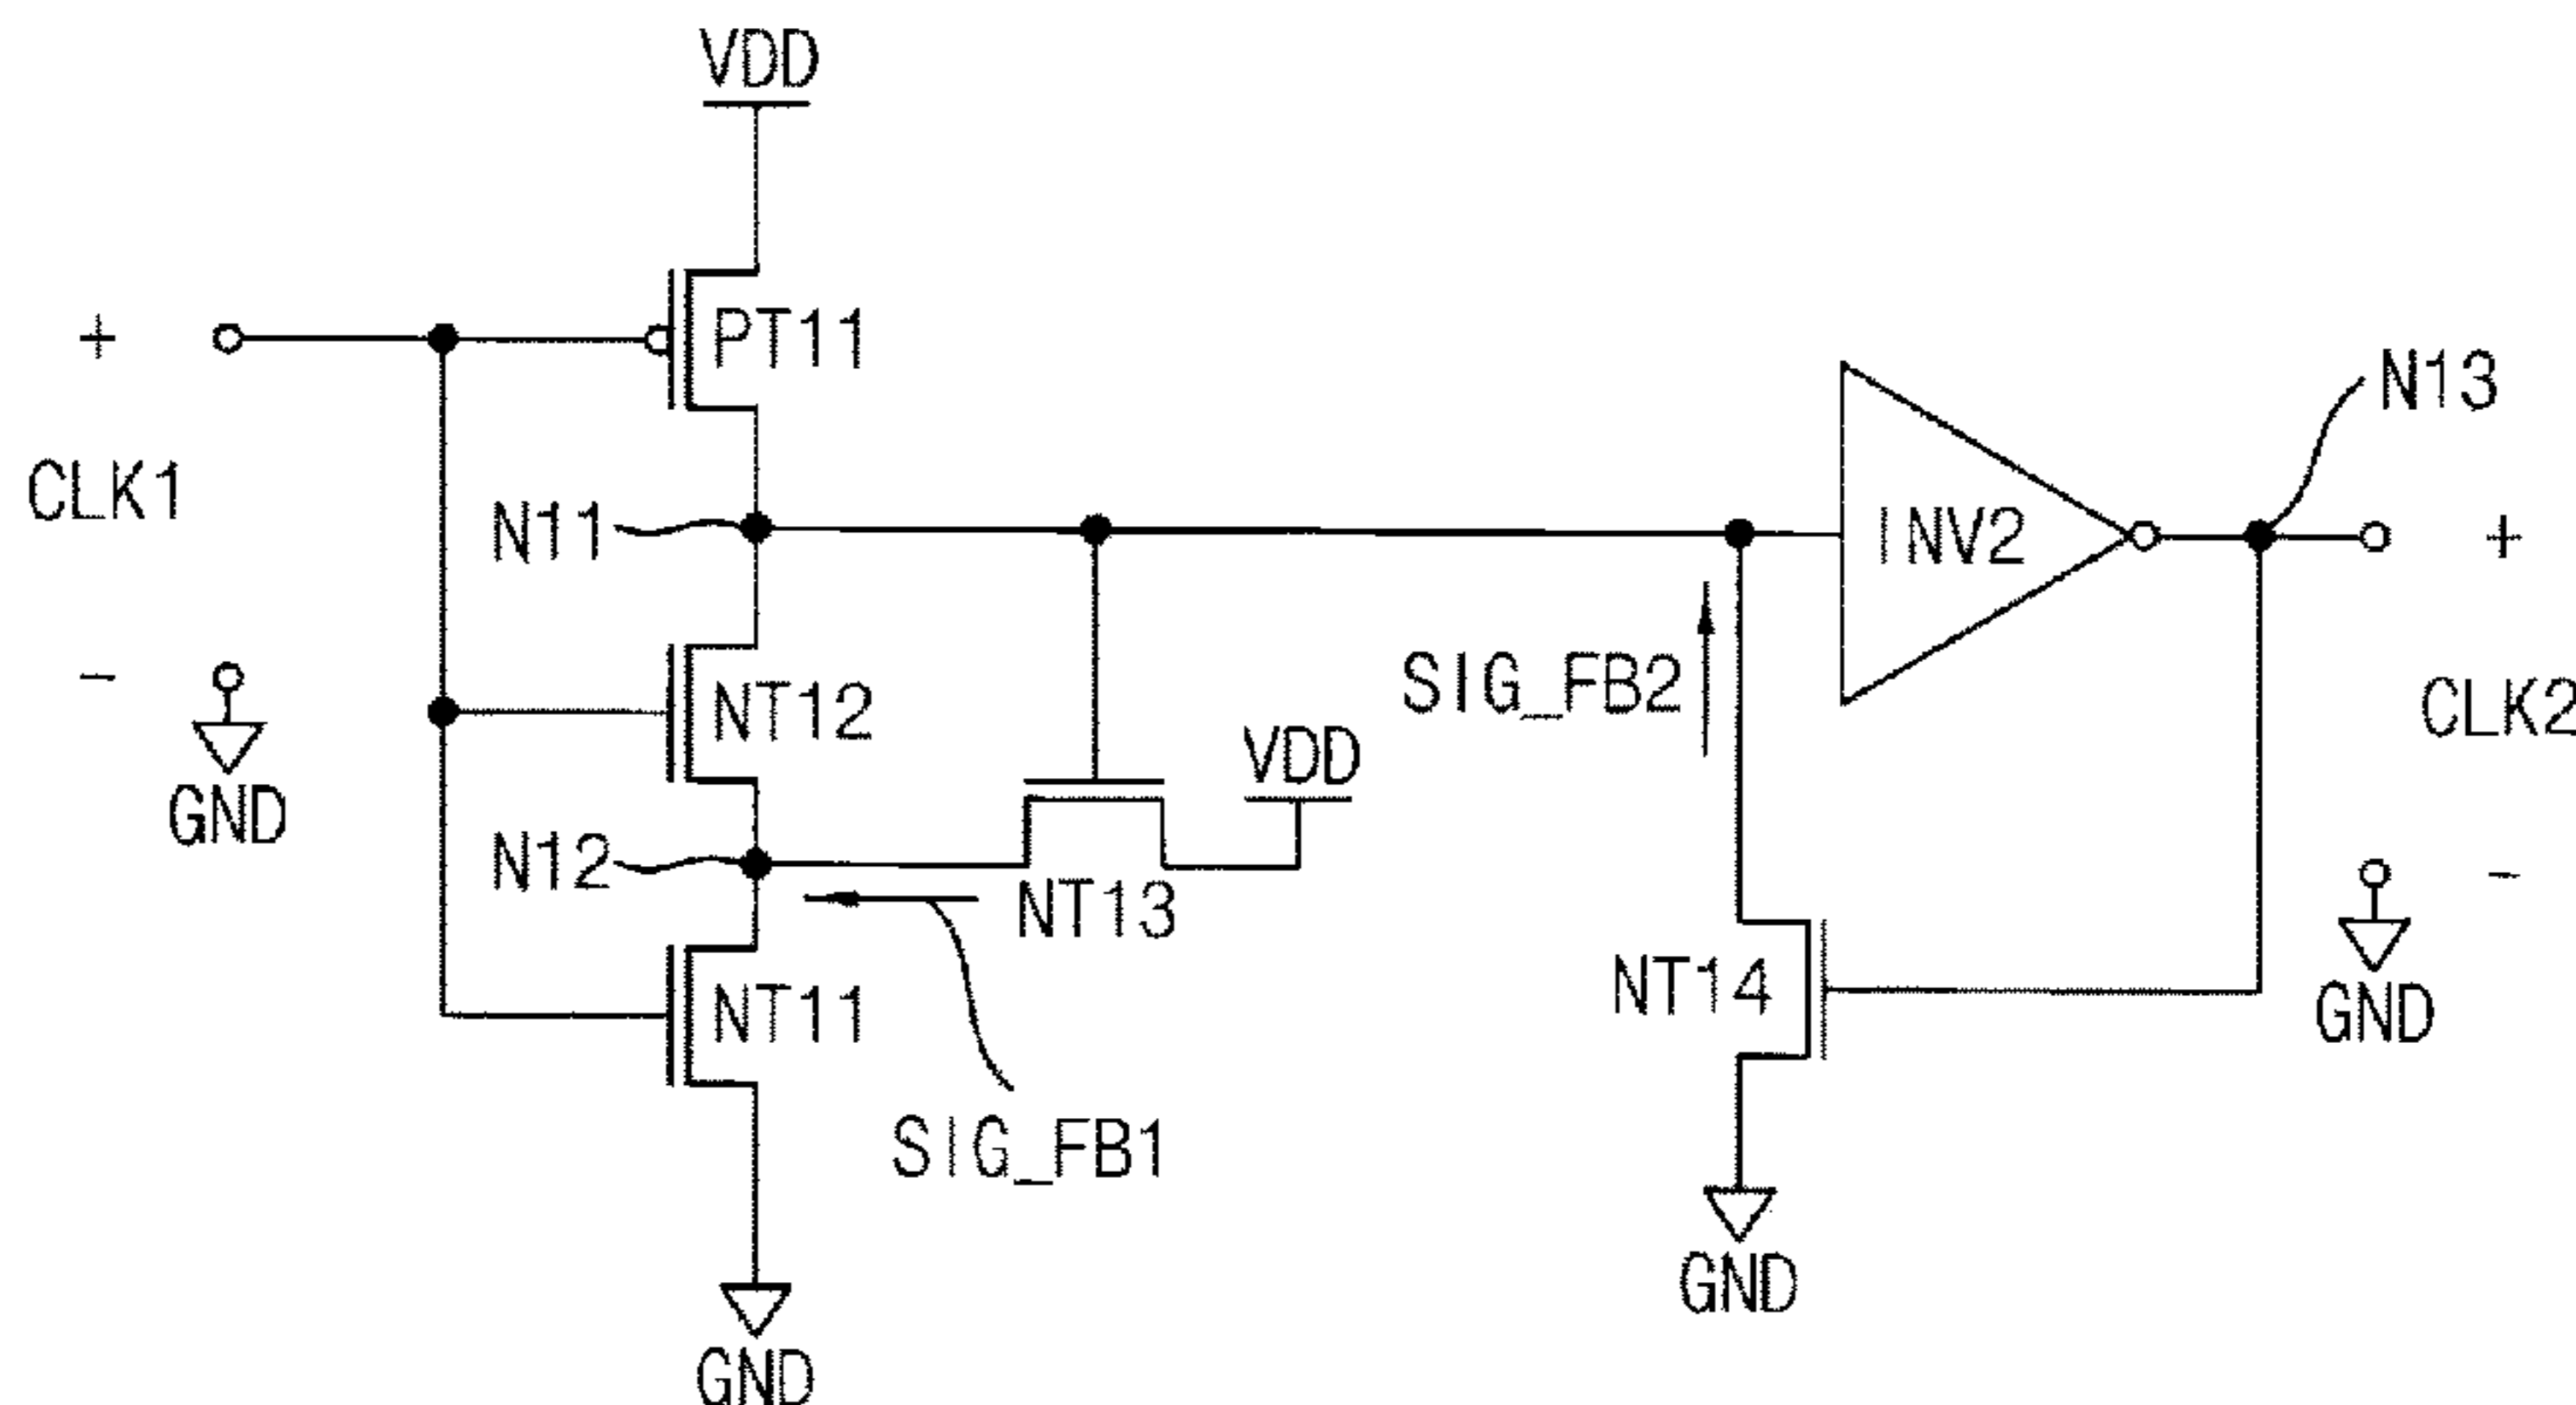 VDD
+
PT11
N13
CLK1
N11
INV2
+
-
NT12
SIG_FB2
CLK2
GND
VDD
N12
NT13
-
NT11
NT14
GND
SIG_FB1
GND
GND